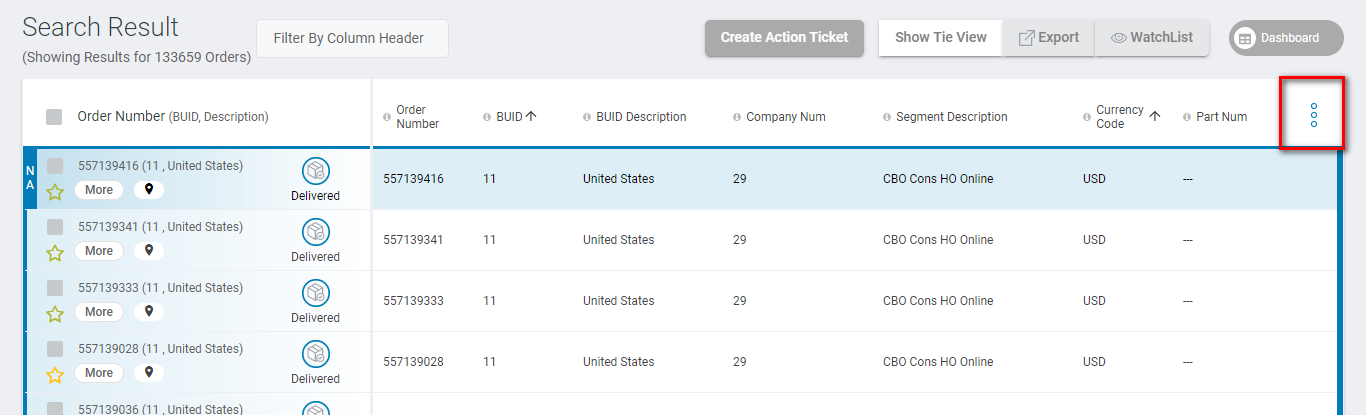 Search Result
(Showing Results for 133659 Orders)
Filter By Column Header
Create Action Ticket
Show Tie View
Export
WatchList
Dashboard
Order Number (BUID, Description)
Order Number
BUID
BUID Description
Company Num
Segment Description
Currency Code
Part Num
NA
557139416 (11 , United States)
More
Delivered
557139416 11 United States 29 CBO Cons HO Online USD ---
557139341 (11 , United States)
More
Delivered
557139341 11 United States 29 CBO Cons HO Online USD ---
557139333 (11 , United States)
More
Delivered
557139333 11 United States 29 CBO Cons HO Online USD ---
557139028 (11 , United States)
More
Delivered
557139028 11 United States 29 CBO Cons HO Online USD ---
557139036 (11 , United States)